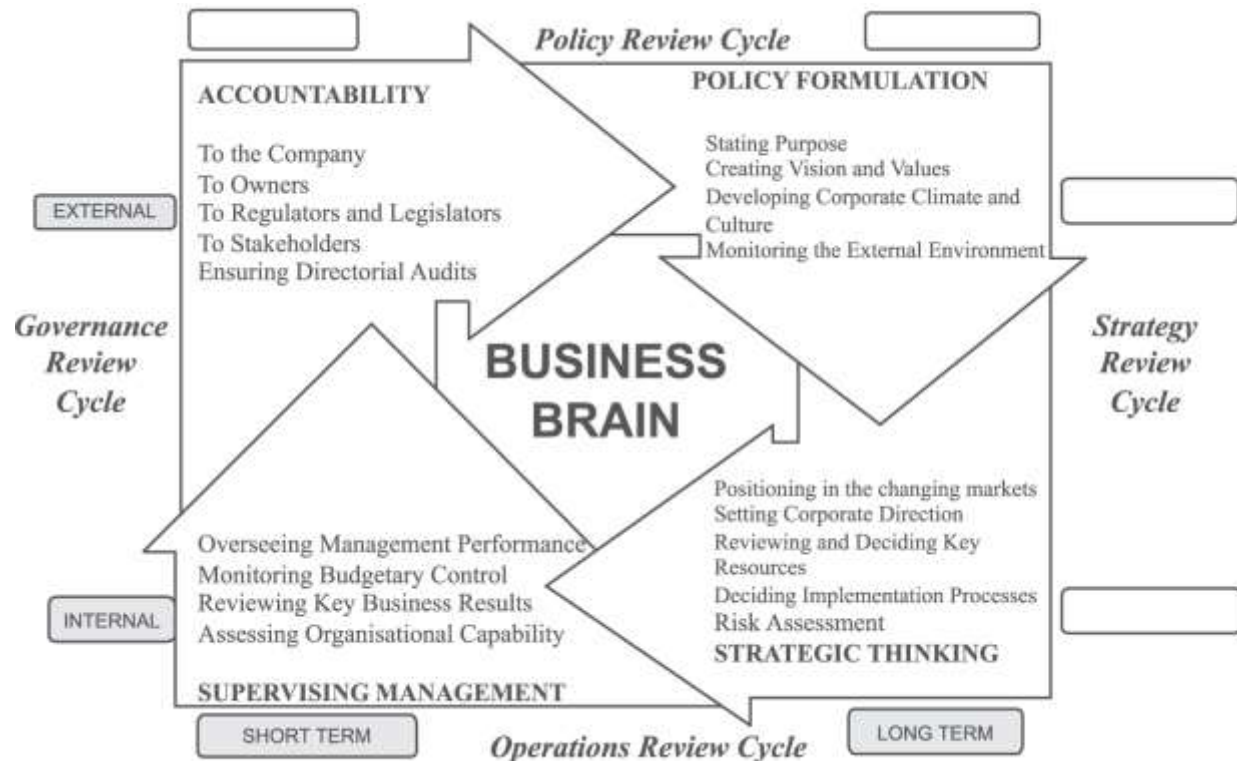 Policy Review Cycle
ACCOUNTABILITY
To the Company
To Owners
To Regulators and Legislators
To Stakeholders
Ensuring Directorial Audits
POLICY FORMULATION
Stating Purpose
Creating Vision and Values
Developing Corporate Climate and
Culture
Monitoring the External Environment
EXTERNAL
Governance
Review
Cycle
BUSINESS
BRAIN
Strategy
Review
Cycle
Overseeing Management Performance
Monitoring Budgetary Control
Reviewing Key Business Results
Assessing Organisational Capability
SUPERVISING MANAGEMENT
Positioning in the changing markets
Setting Corporate Direction
Reviewing and Deciding Key
Resources
Deciding Implementation Processes
Risk Assessment
STRATEGIC THINKING
INTERNAL
SHORT TERM
Operations Review Cycle
LONG TERM